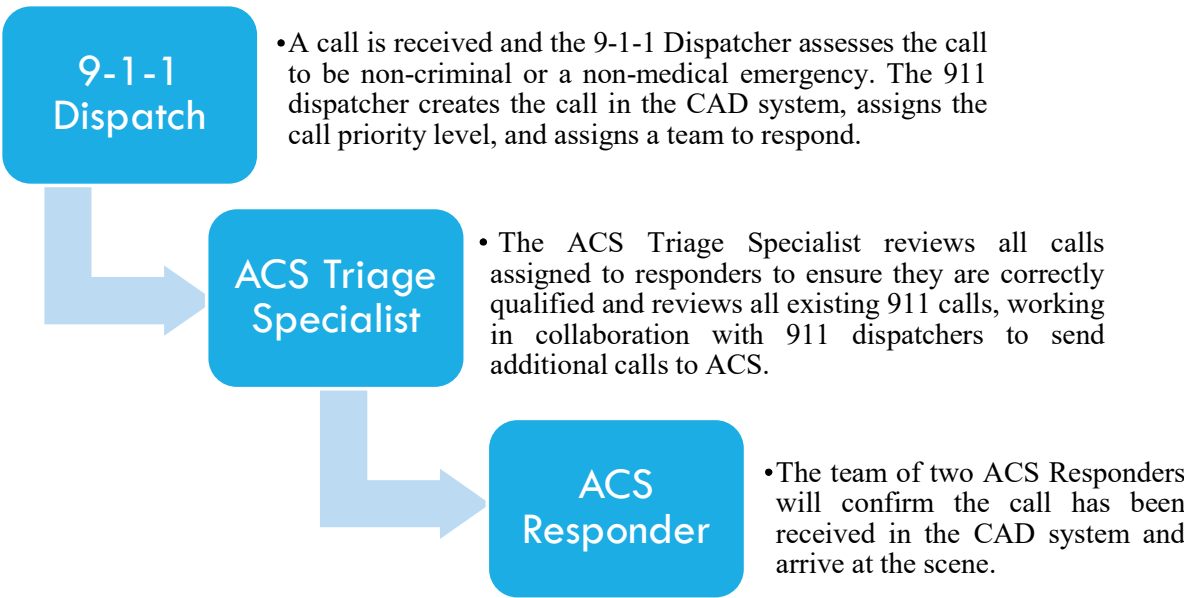 9-1-1
Dispatch
•A call is received and the 9-1-1 Dispatcher assesses the call
to be non-criminal or a non-medical emergency. The 911
dispatcher creates the call in the CAD system, assigns the
call priority level, and assigns a team to respond.
ACS Triage
Specialist
• The ACS Triage Specialist reviews all calls
assigned to responders to ensure they are correctly
qualified and reviews all existing 911 calls, working
in collaboration with 911 dispatchers to send
additional calls to ACS.
ACS
Responder
•The team of two ACS Responders
will confirm the call has been
received in the CAD system and
arrive at the scene.